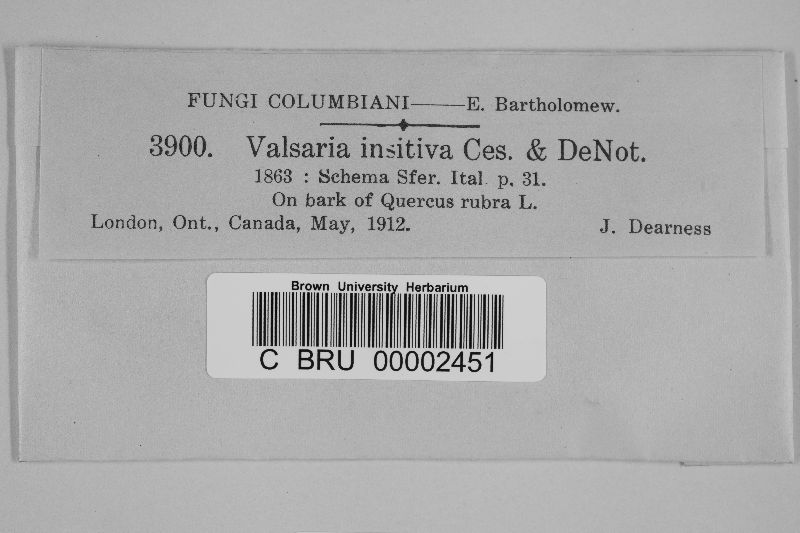 FUNGI COLUMBIANI——E. Bartholomew.
3900. Valsaria insitiva Ces. & DeNot.
1863 : Schema Sfer. Ital. p. 31.
On bark of Quercus rubra L.
London, Ont., Canada, May, 1912. J. Dearness
Brown University Herbarium
C BRU 00002451